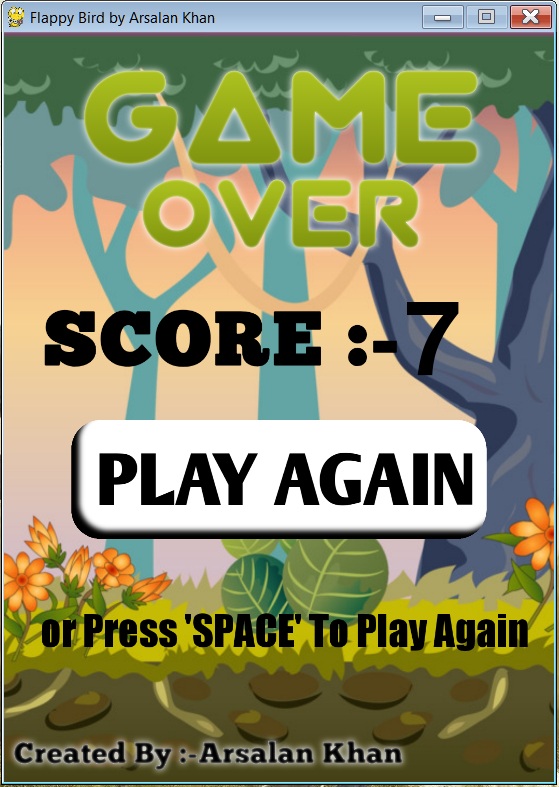 Flappy Bird by Arsalan Khan
GAME
OVER
SCORE :-7
PLAY AGAIN
or Press 'SPACE' To Play Again
Created By :-Arsalan Khan